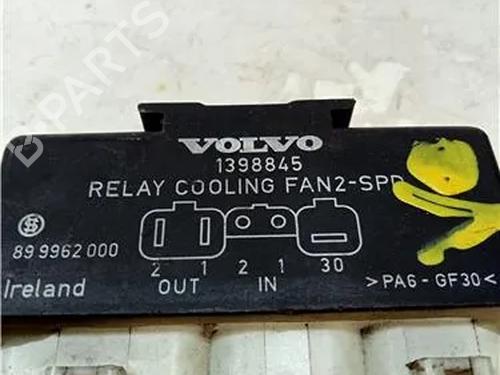 VOLVO
1398845
RELAY COOLING FAN2-SPD
89 9962 000
2 1 2 1 30
Ireland OUT IN >PA6-GF30<
B-PARTS